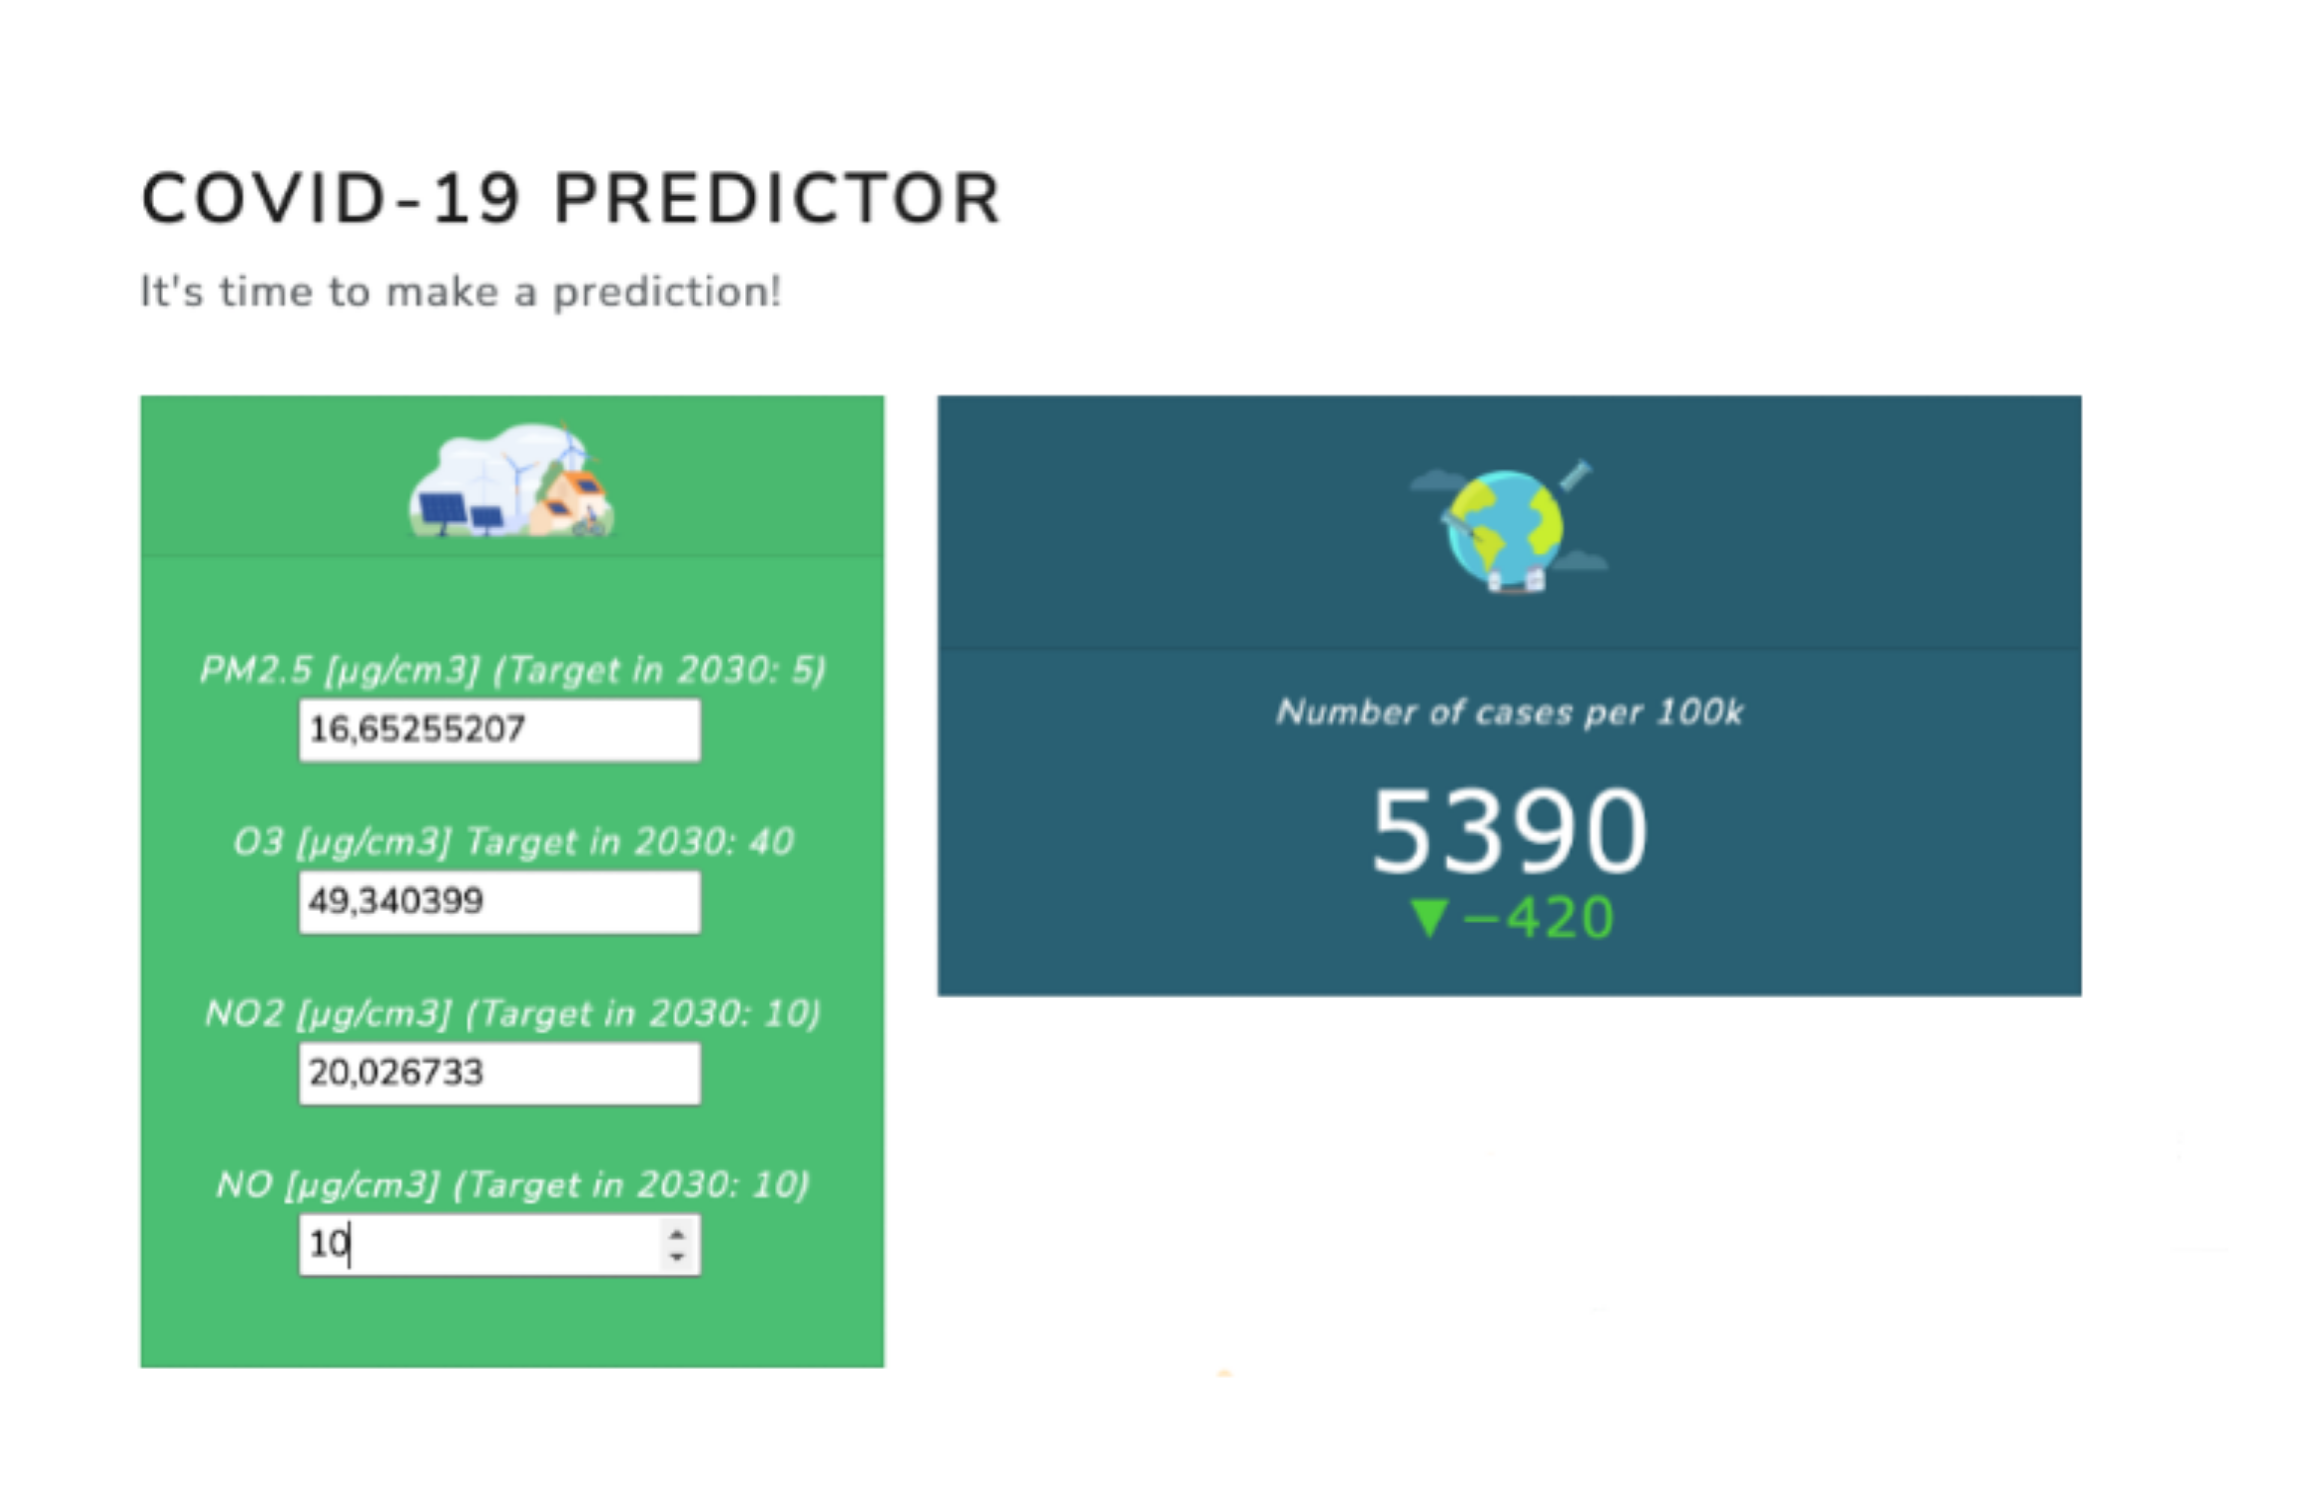 COVID-19 PREDICTOR
It's time to make a prediction!
PM2.5 [µg/cm3] (Target in 2030: 5)
16,65255207
O3 [µg/cm3] Target in 2030: 40
49,340399
NO2 [µg/cm3] (Target in 2030: 10)
20,026733
NO [µg/cm3] (Target in 2030: 10)
10
Number of cases per 100k
5390
▼−420